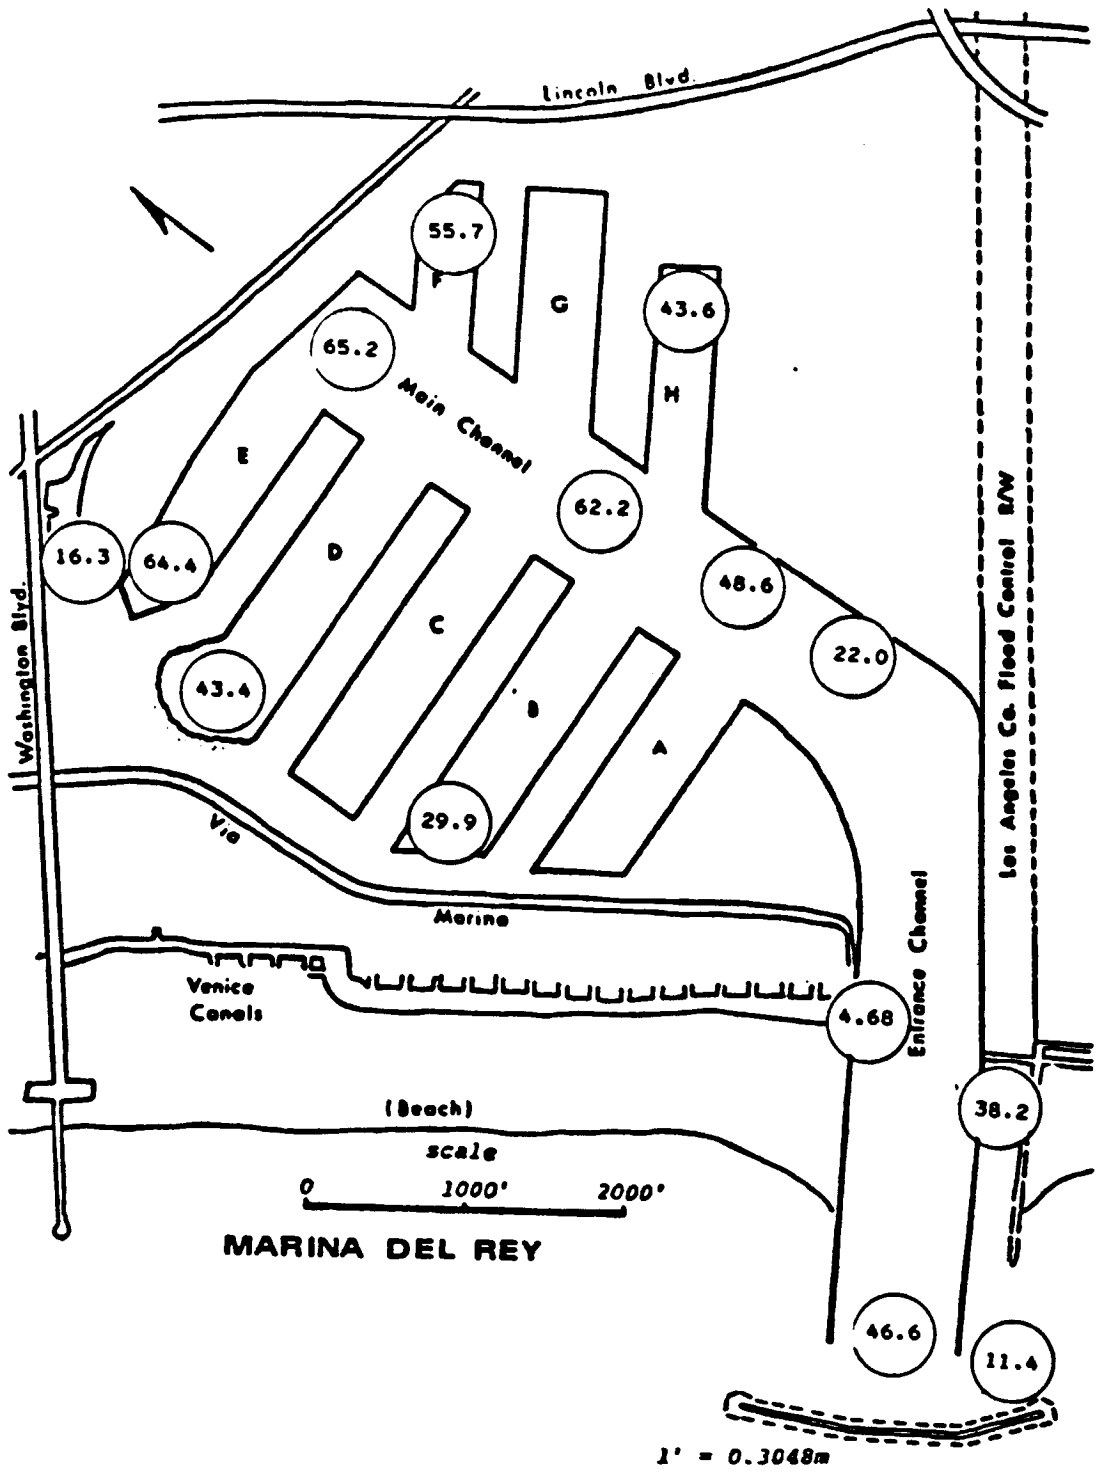 Lincoln Blvd.
55.7
F
G
43.6
65.2
Main Channel
H
E
62.2
16.3
64.4
D
48.6
Washington Blvd.
C
22.0
Los Angeles Co. Flood Control R/W
43.4
B
A
29.9
Via
Marina
Entrance Channel
Venice
Canals
4.68
38.2
(Beach)
scale
0 1000' 2000'
MARINA DEL REY
46.6
11.4
1' = 0.3048m